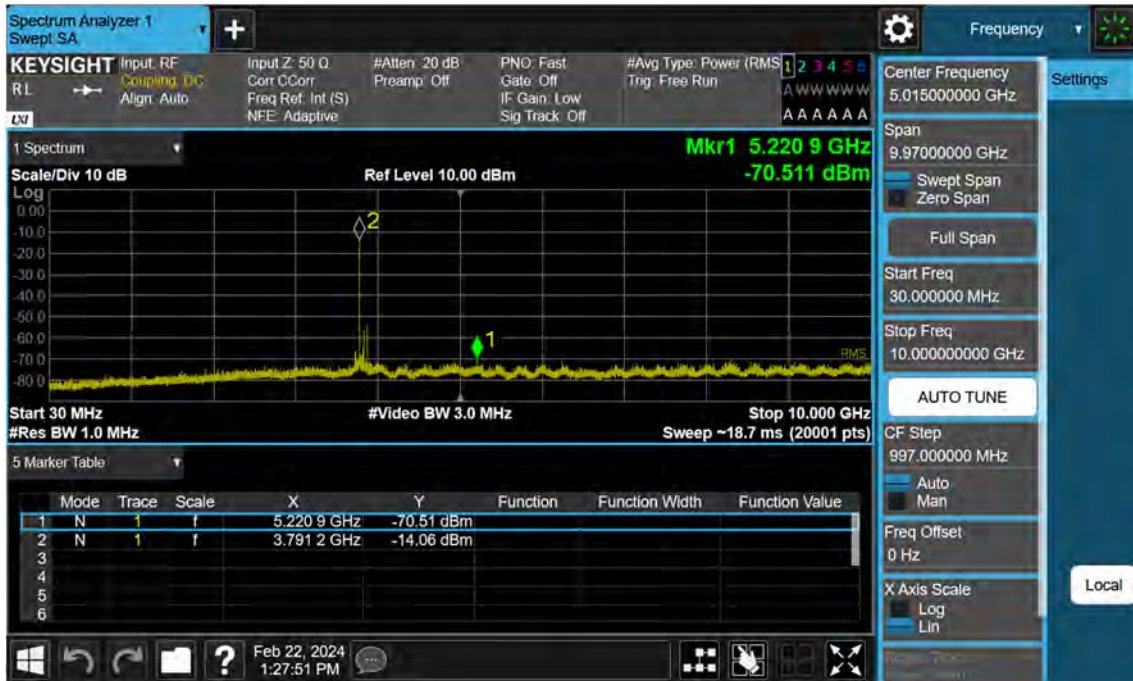 Spectrum Analyzer 1
Swept SA
Frequency
KEYSIGHT
RL
LXI
Input: RF
Coupling: DC
Align: Auto
Input Z: 50 Ω
Corr CCorr
Freq Ref: Int (S)
NFE: Adaptive
#Atten: 20 dB
Preamp: Off
PNO: Fast
Gate: Off
IF Gain: Low
Sig Track: Off
#Avg Type: Power (RMS
Trig: Free Run
1 2 3 4 5 6
A W W W W W
A A A A A A
Center Frequency
5.015000000 GHz
Settings
1 Spectrum
Mkr1 5.220 9 GHz
-70.511 dBm
Scale/Div 10 dB
Ref Level 10.00 dBm
Log
0.00
-10.0
-20.0
-30.0
-40.0
-50.0
-60.0
-70.0
-80.0
2
1
RMS
Start 30 MHz
#Video BW 3.0 MHz
Stop 10.000 GHz
#Res BW 1.0 MHz
Sweep ~18.7 ms (20001 pts)
Span
9.97000000 GHz
Swept Span
Zero Span
Full Span
Start Freq
30.000000 MHz
Stop Freq
10.000000000 GHz
AUTO TUNE
CF Step
997.000000 MHz
Auto
Man
Freq Offset
0 Hz
X Axis Scale
Log
Lin
Local
5 Marker Table
Mode Trace Scale X Y Function Function Width Function Value
1 N 1 f 5.220 9 GHz -70.51 dBm
2 N 1 f 3.791 2 GHz -14.06 dBm
3
4
5
6
?
Feb 22, 2024
1:27:51 PM